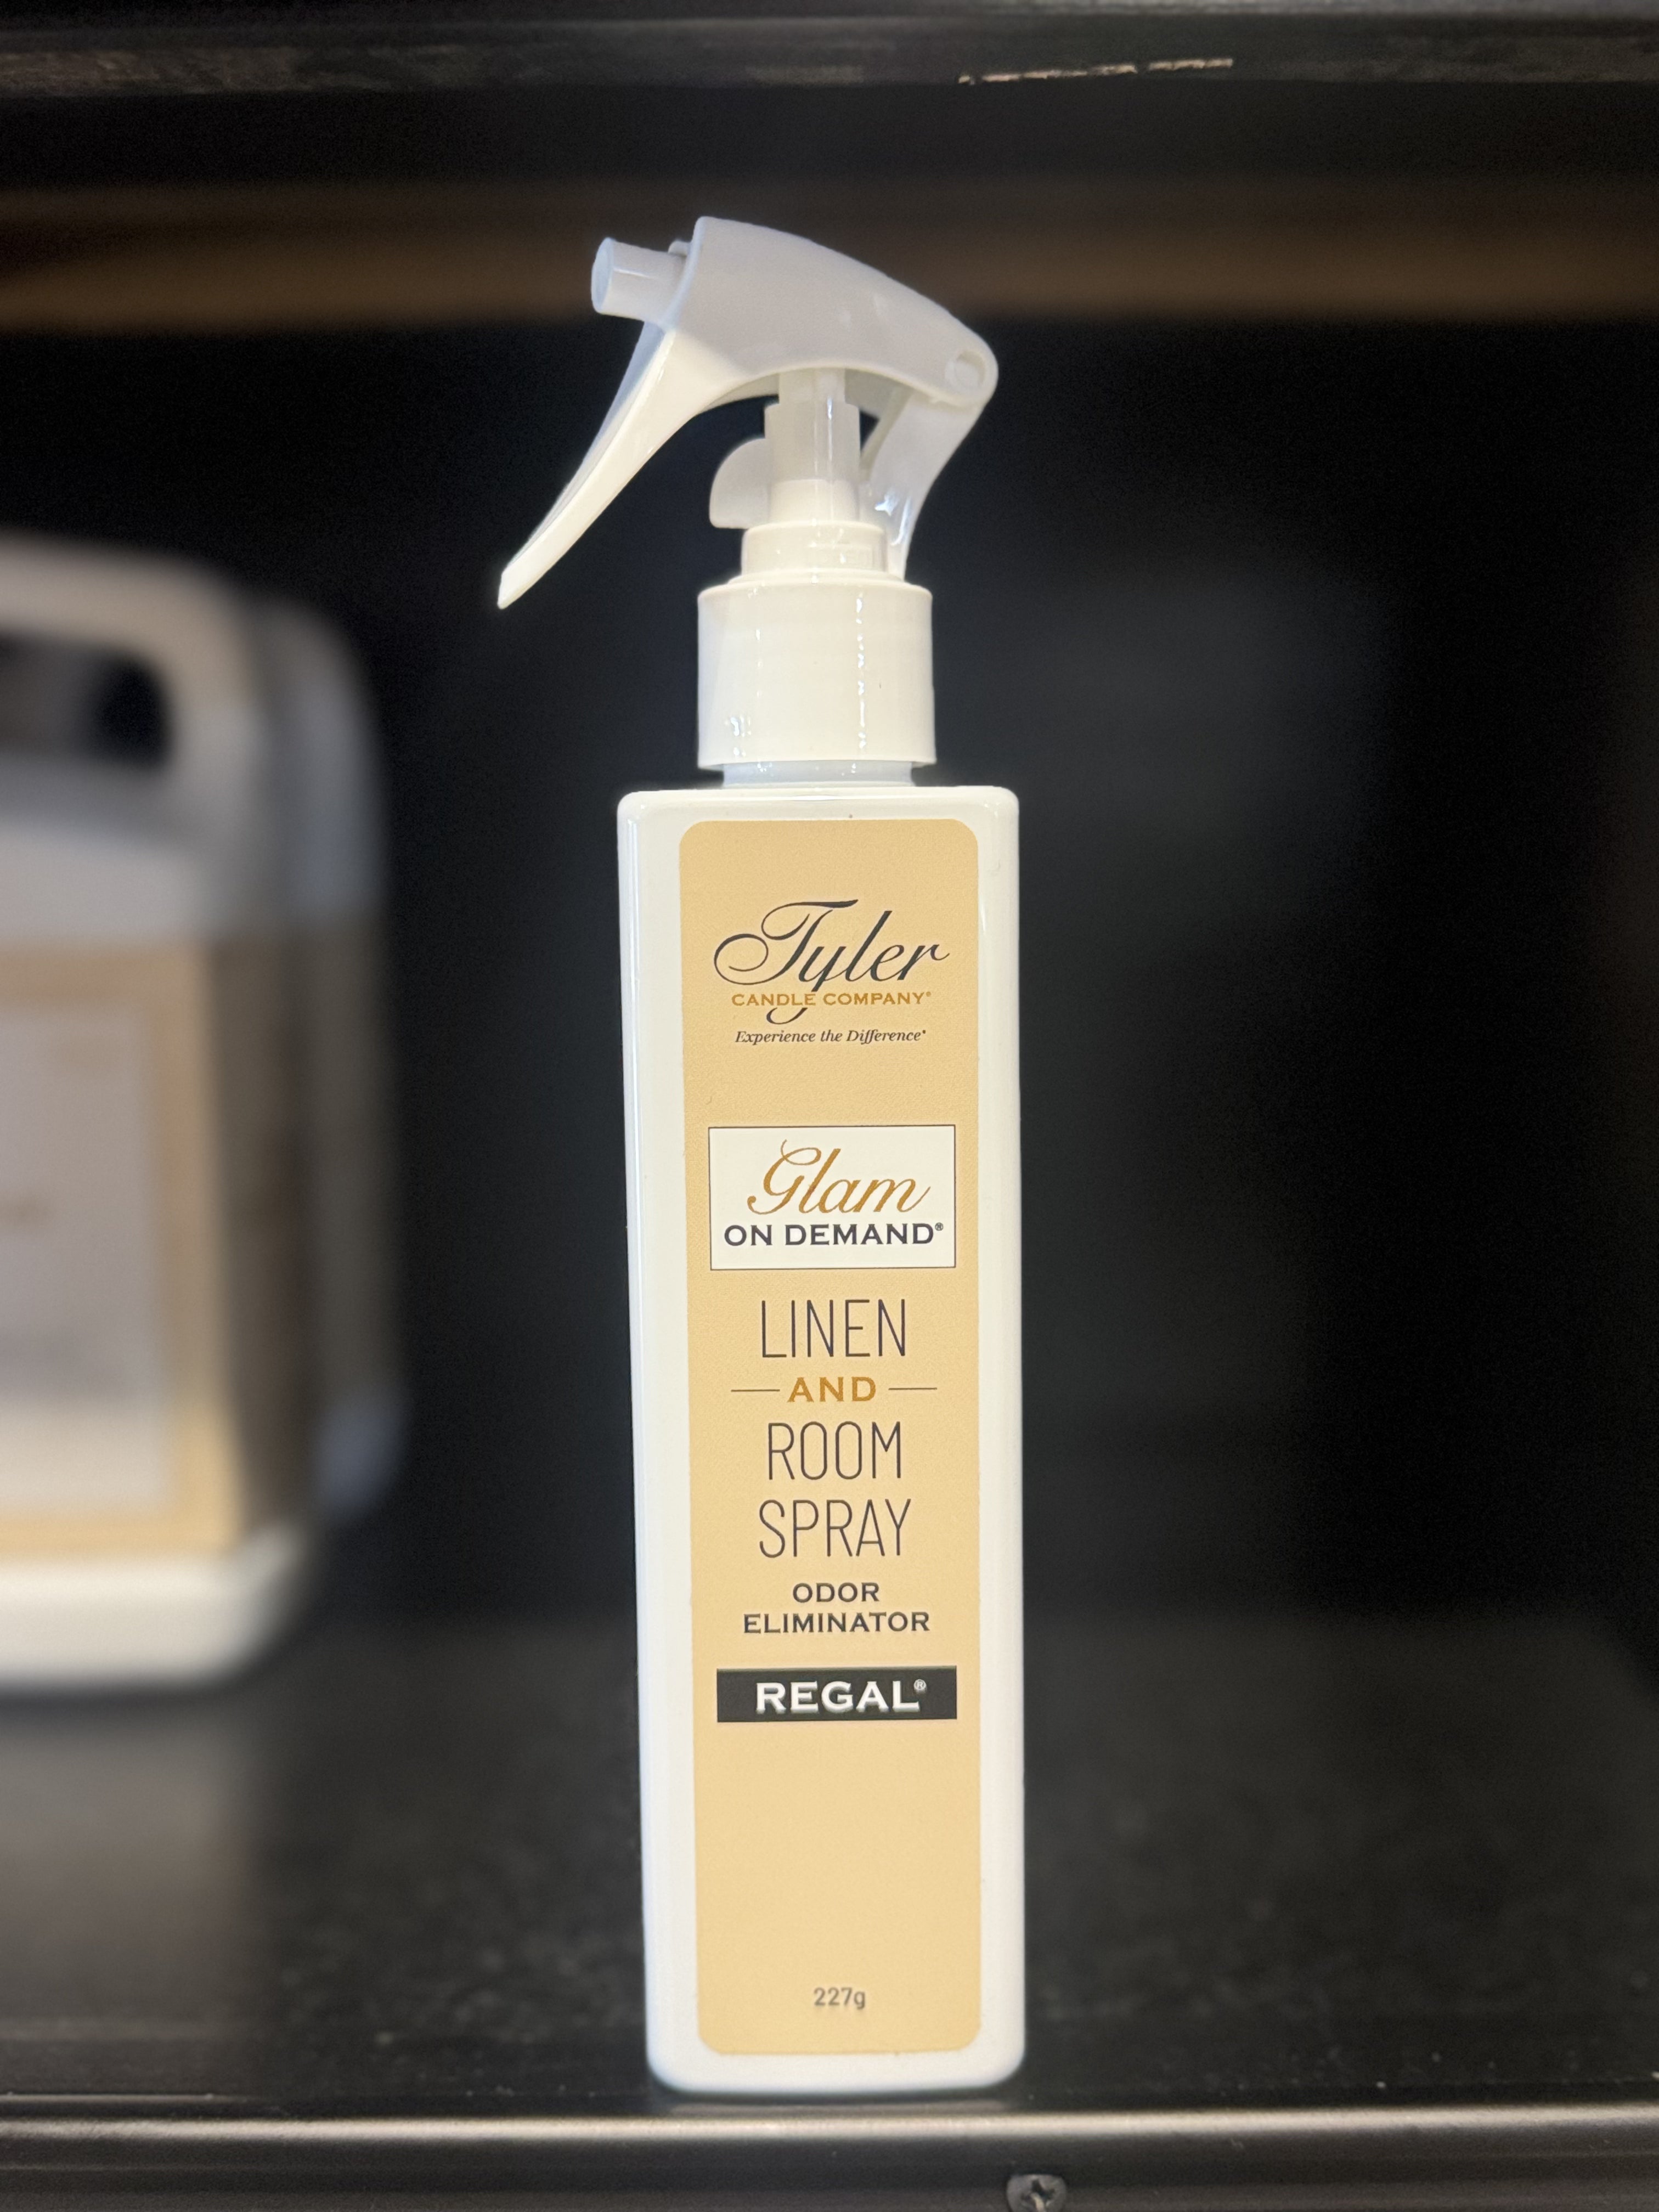 Tyler
CANDLE COMPANY®
Experience the Difference®
Glam
ON DEMAND®
LINEN
AND
ROOM
SPRAY
ODOR
ELIMINATOR
REGAL®
227g